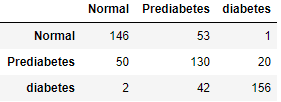 Normal Prediabetes diabetes
Normal 146 53 1
Prediabetes 50 130 20
diabetes 2 42 156